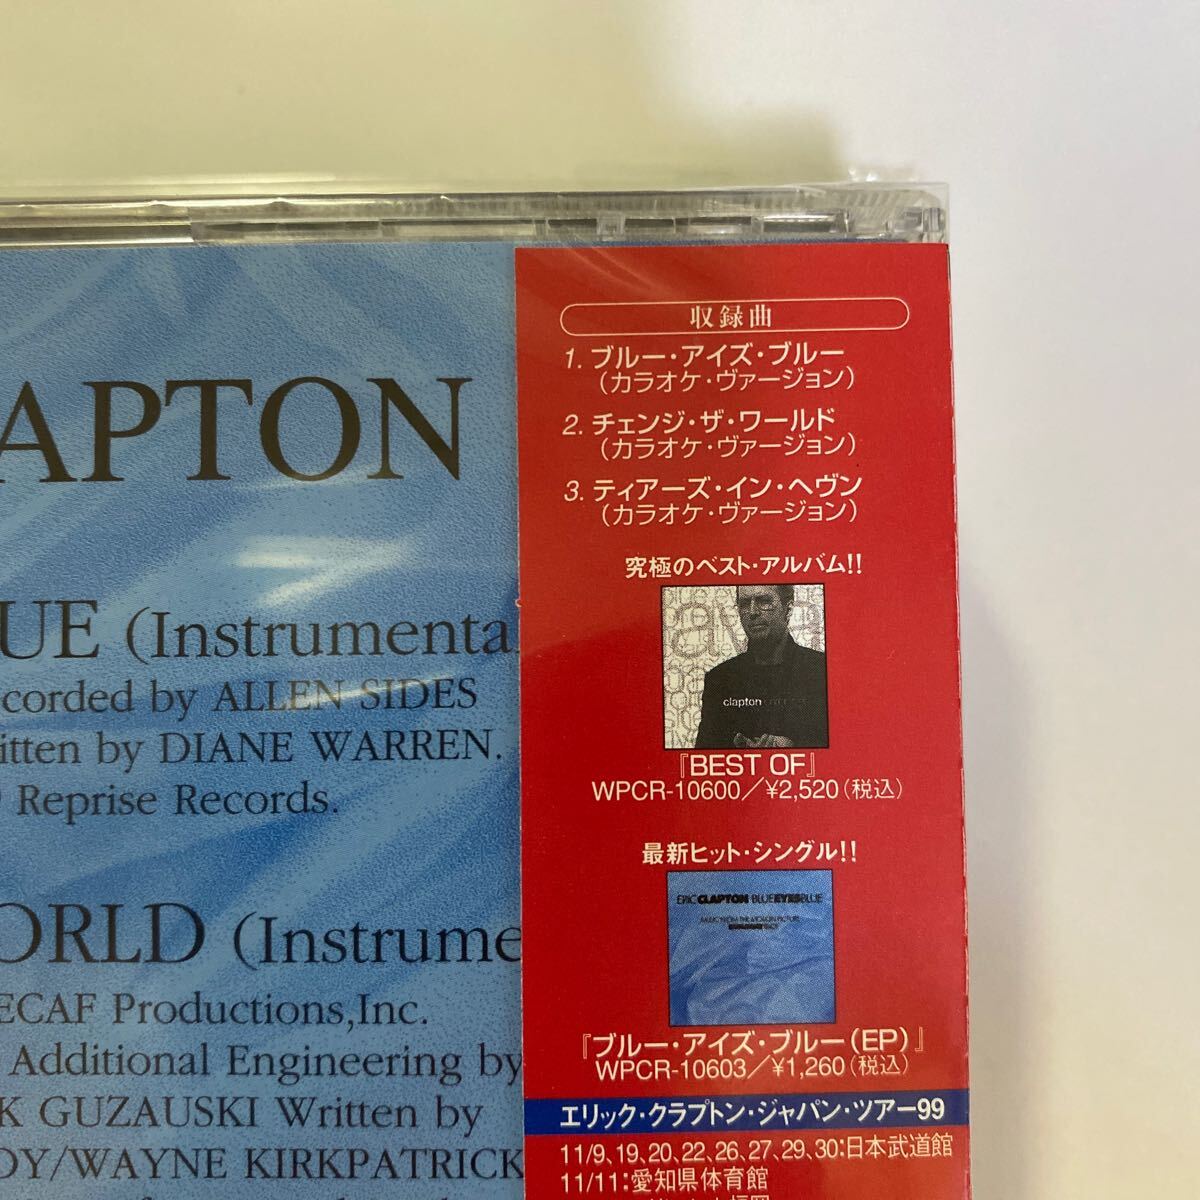 APTON
UE (Instrumenta
corded by ALLEN SIDES
itten by DIANE WARREN.
Reprise Records.
ORLD (Instrume
ECAF Productions,Inc.
Additional Engineering by
K GUZAUSKI Written by
DY/WAYNE KIRKPATRICK
収録曲
1. ブルー・アイズ・ブルー
(カラオケ・ヴァージョン)
2. チェンジ・ザ・ワールド
(カラオケ・ヴァージョン)
3. ティアーズ・イン・ヘヴン
(カラオケ・ヴァージョン)
究極のベスト・アルバム!!
clapton
『BEST OF』
WPCR-10600/¥2,520(税込)
最新ヒット・シングル!!
ERIC CLAPTON BLUE EYES BLUE
MUSIC FROM THE MOTION PICTURE
『ブルー・アイズ・ブルー(EP)』
WPCR-10603/¥1,260(税込)
エリック・クラプトン・ジャパン・ツアー99
11/9、19、20、22、26、27、29、30:日本武道館
11/11:愛知県体育館